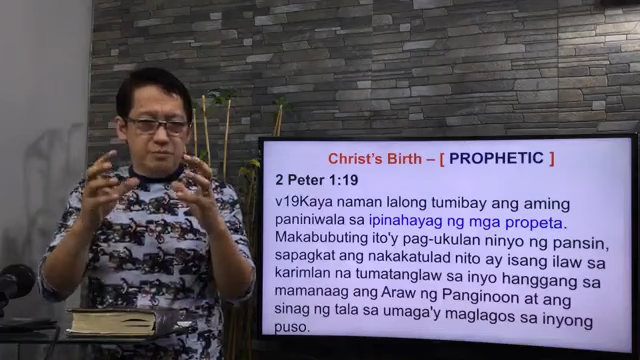 Christ's Birth – [ PROPHETIC ]
2 Peter 1:19
v19Kaya naman lalong tumibay ang aming
paniniwala sa ipinahayag ng mga propeta.
Makabubuting ito'y pag-ukulan ninyo ng pansin,
sapagkat ang nakakatulad nito ay isang ilaw sa
karimlan na tumatanglaw sa inyo hanggang sa
mamanaag ang Araw ng Panginoon at ang
sinag ng tala sa umaga'y maglagos sa inyong
puso.